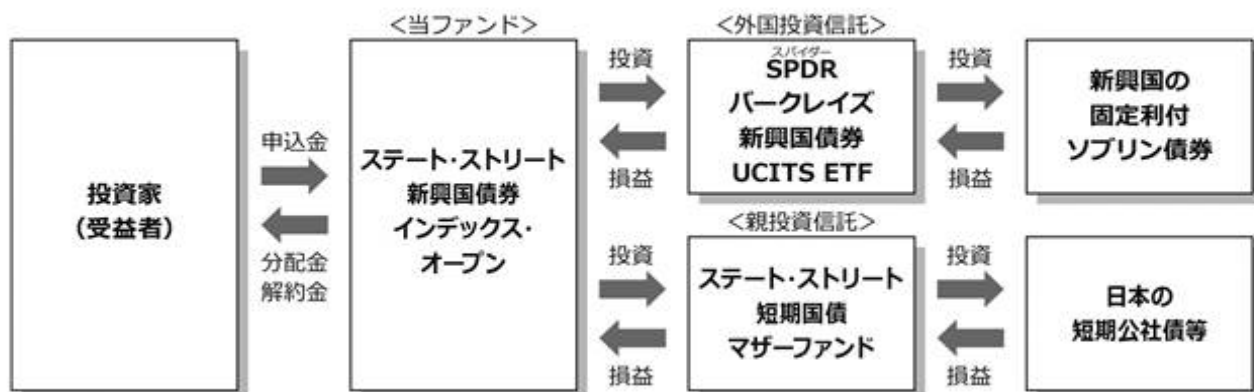 投資家
（受益者）
申込金
分配金
解約金
＜当ファンド＞
ステート・ストリート
新興国債券
インデックス・
オープン
投資
損益
＜外国投資信託＞
スパイダー
SPDR
バークレイズ
新興国債券
UCITS ETF
投資
損益
新興国の
固定利付
ソブリン債券
投資
損益
＜親投資信託＞
ステート・ストリート
短期国債
マザーファンド
投資
損益
日本の
短期公社債等